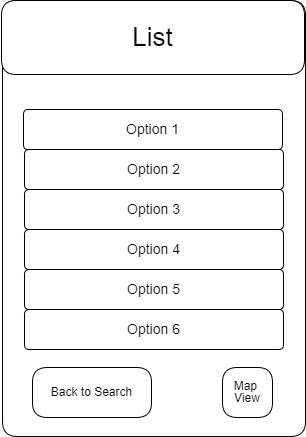 List
Option 1
Option 2
Option 3
Option 4
Option 5
Option 6
Back to Search
Map
View